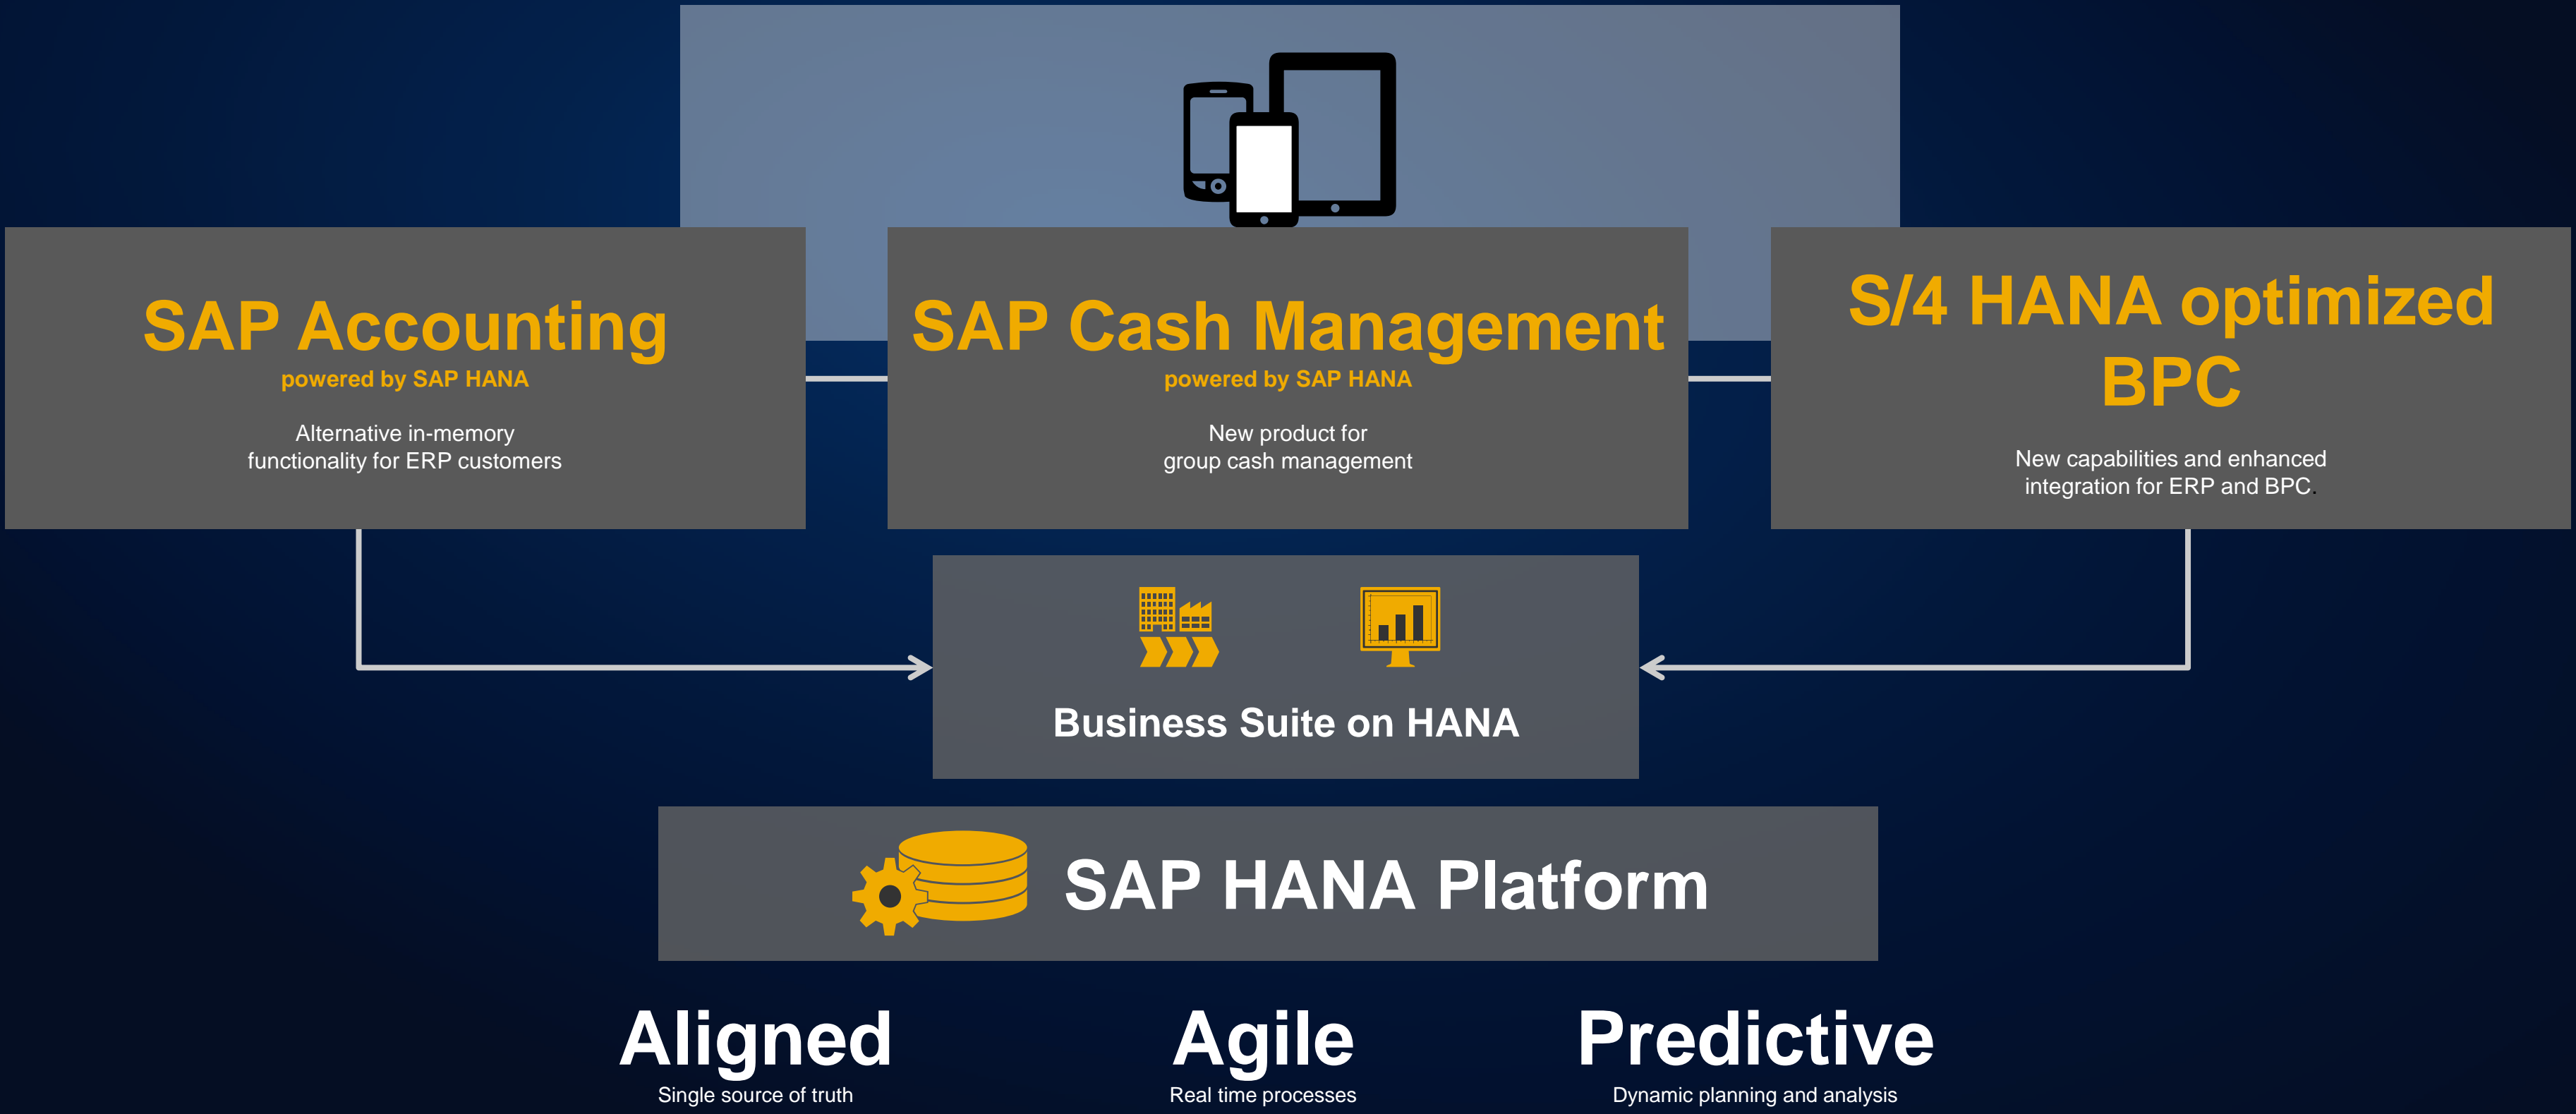 SAP Accounting
powered by SAP HANA
Alternative in-memory
functionality for ERP customers
SAP Cash Management
powered by SAP HANA
New product for
group cash management
S/4 HANA optimized
BPC
New capabilities and enhanced
integration for ERP and BPC.
Business Suite on HANA
SAP HANA Platform
Aligned
Single source of truth
Agile
Real time processes
Predictive
Dynamic planning and analysis